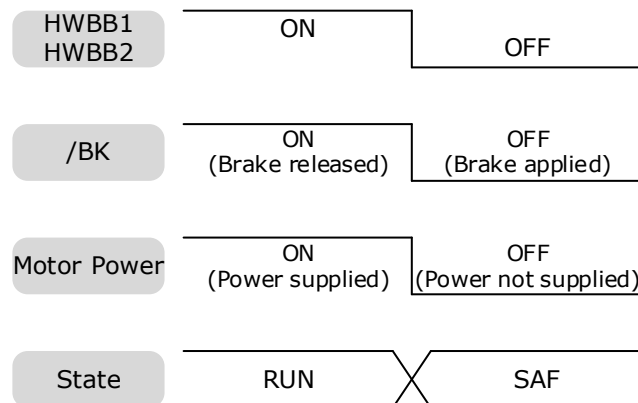 HWBB1
HWBB2
ON
OFF
/BK
ON
(Brake released)
OFF
(Brake applied)
Motor Power
ON
(Power supplied)
OFF
(Power not supplied)
State
RUN
SAF